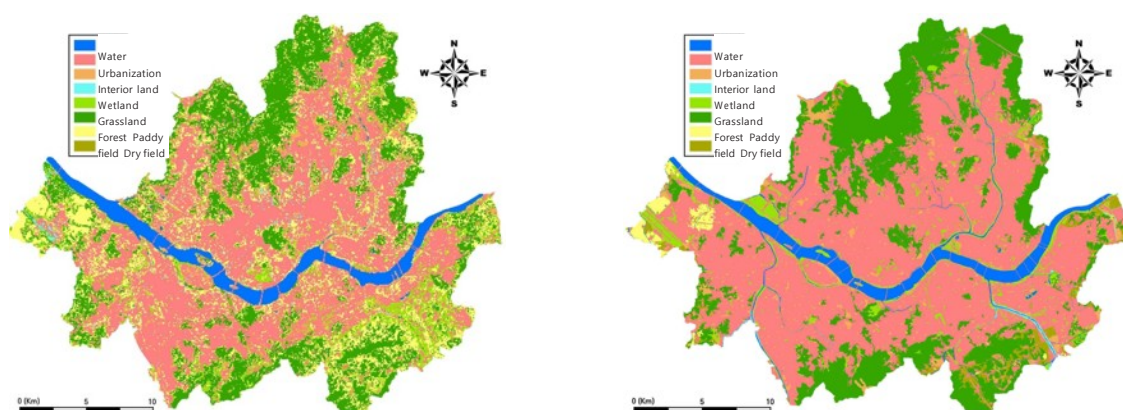 N
W E
S
Water
Urbanization
Interior land
Wetland
Grassland
Forest Paddy
field Dry field
0 (Km) 5 10
N
W E
S
Water
Urbanization
Interior land
Wetland
Grassland
Forest Paddy
field Dry field
0 (Km) 5 10